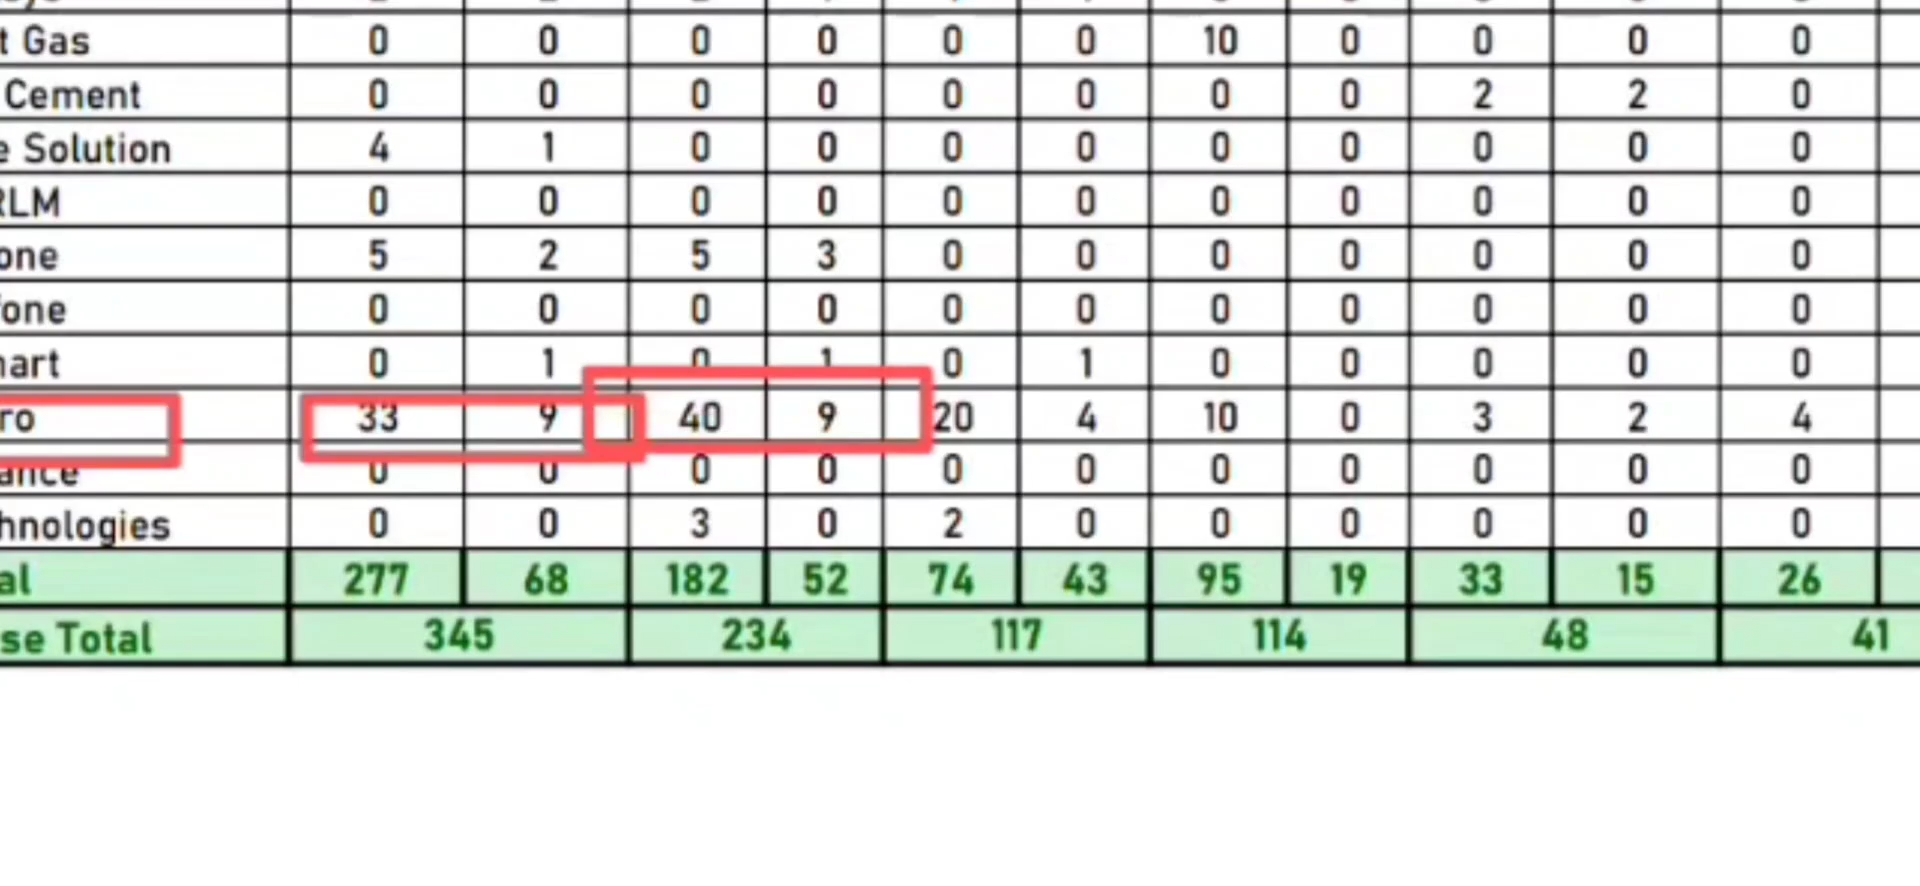 t Gas 0 0 0 0 0 0 10 0 0 0 0
Cement 0 0 0 0 0 0 0 0 2 2 0
e Solution 4 1 0 0 0 0 0 0 0 0 0
RLM 0 0 0 0 0 0 0 0 0 0 0
one 5 2 5 3 0 0 0 0 0 0 0
fone 0 0 0 0 0 0 0 0 0 0 0
nart 0 1 0 1 0 1 0 0 0 0 0
ro 33 9 40 9 20 4 10 0 3 2 4
ance 0 0 0 0 0 0 0 0 0 0 0
hnologies 0 0 3 0 2 0 0 0 0 0 0
al 277 68 182 52 74 43 95 19 33 15 26
se Total 345 234 117 114 48 41